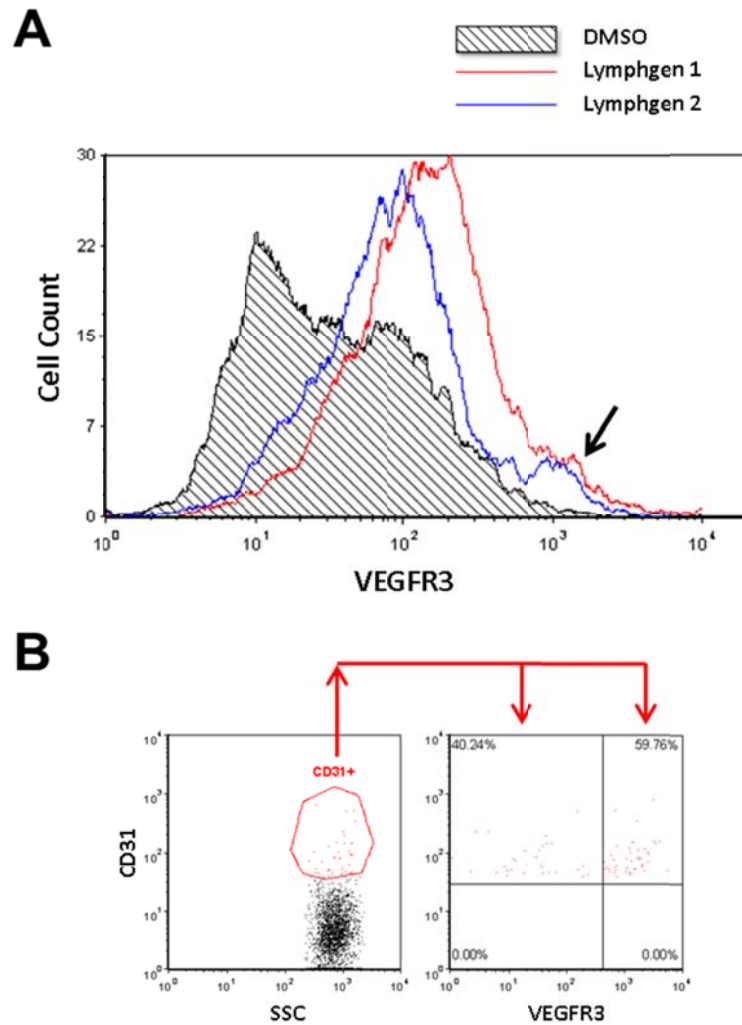 A
DMSO
Lymphgen 1
Lymphgen 2
30
22
15
7
0
Cell Count
10^0 10^1 10^2 10^3 10^4
VEGFR3
B
10^4
10^3
10^2
10^1
10^0
CD31
CD31+
10^0 10^1 10^2 10^3 10^4
SSC
10^4
10^3
10^2
10^1
10^0
40.24% 59.76%
0.00% 0.00%
10^0 10^1 10^2 10^3 10^4
VEGFR3